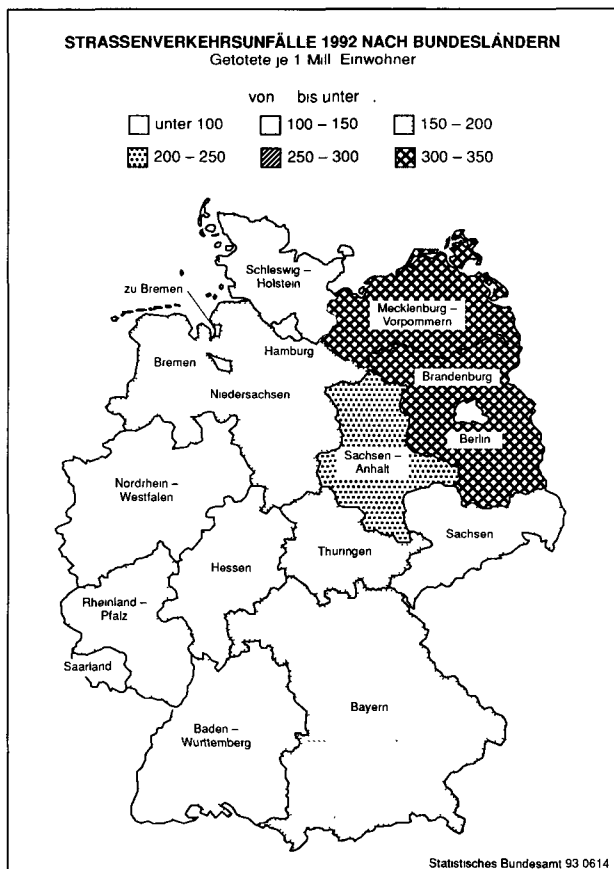 STRASSENVERKEHRSUNFÄLLE 1992 NACH BUNDESLÄNDERN
Getotete je 1 Mill Einwohner
von bis unter .
unter 100
100 – 150
150 – 200
200 – 250
250 – 300
300 – 350
Schleswig –
Holstein
zu Bremen
Mecklenburg –
Vorpommern
Hamburg
Bremen
Brandenburg
Niedersachsen
Berlin
Sachsen –
Anhalt
Nordrhein –
Westfalen
Sachsen
Thuringen
Hessen
Rheinland –
Pfalz
Saarland
Bayern
Baden –
Wurttemberg
Statistisches Bundesamt 93 0614